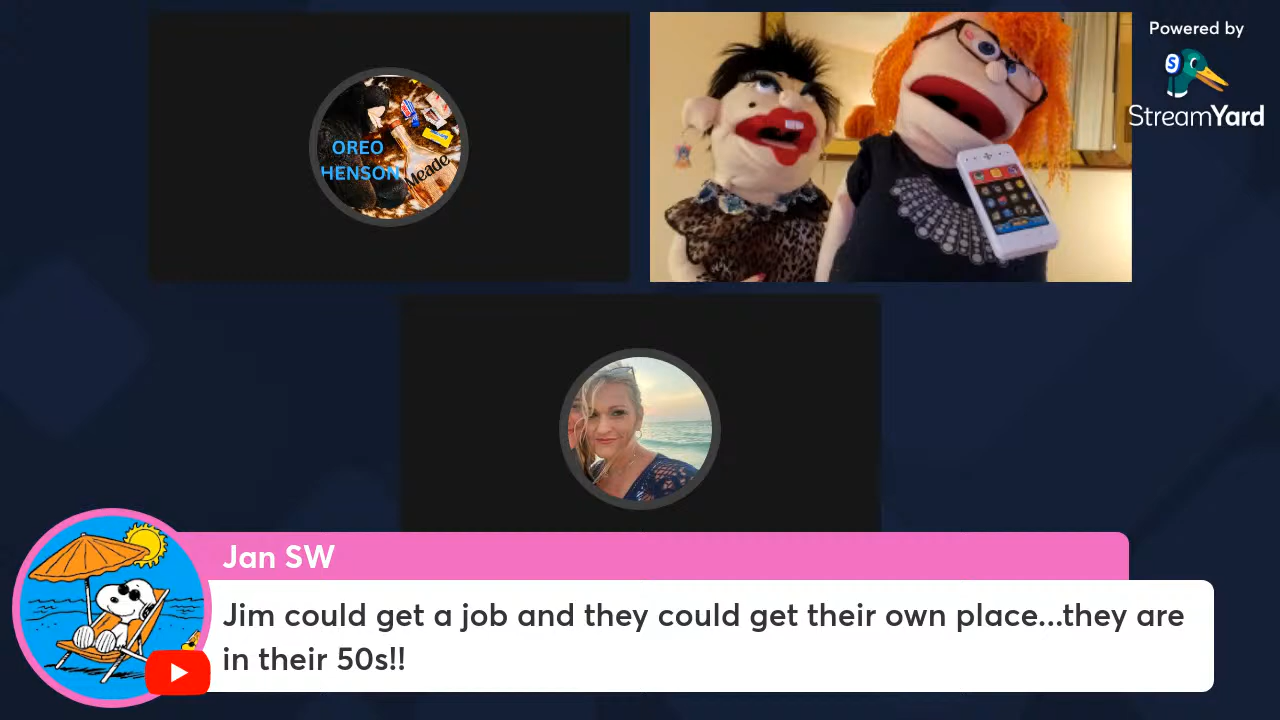 Powered by
S
StreamYard
OREO
HENSON
Meade
Jan SW
Jim could get a job and they could get their own place...they are
in their 50s!!